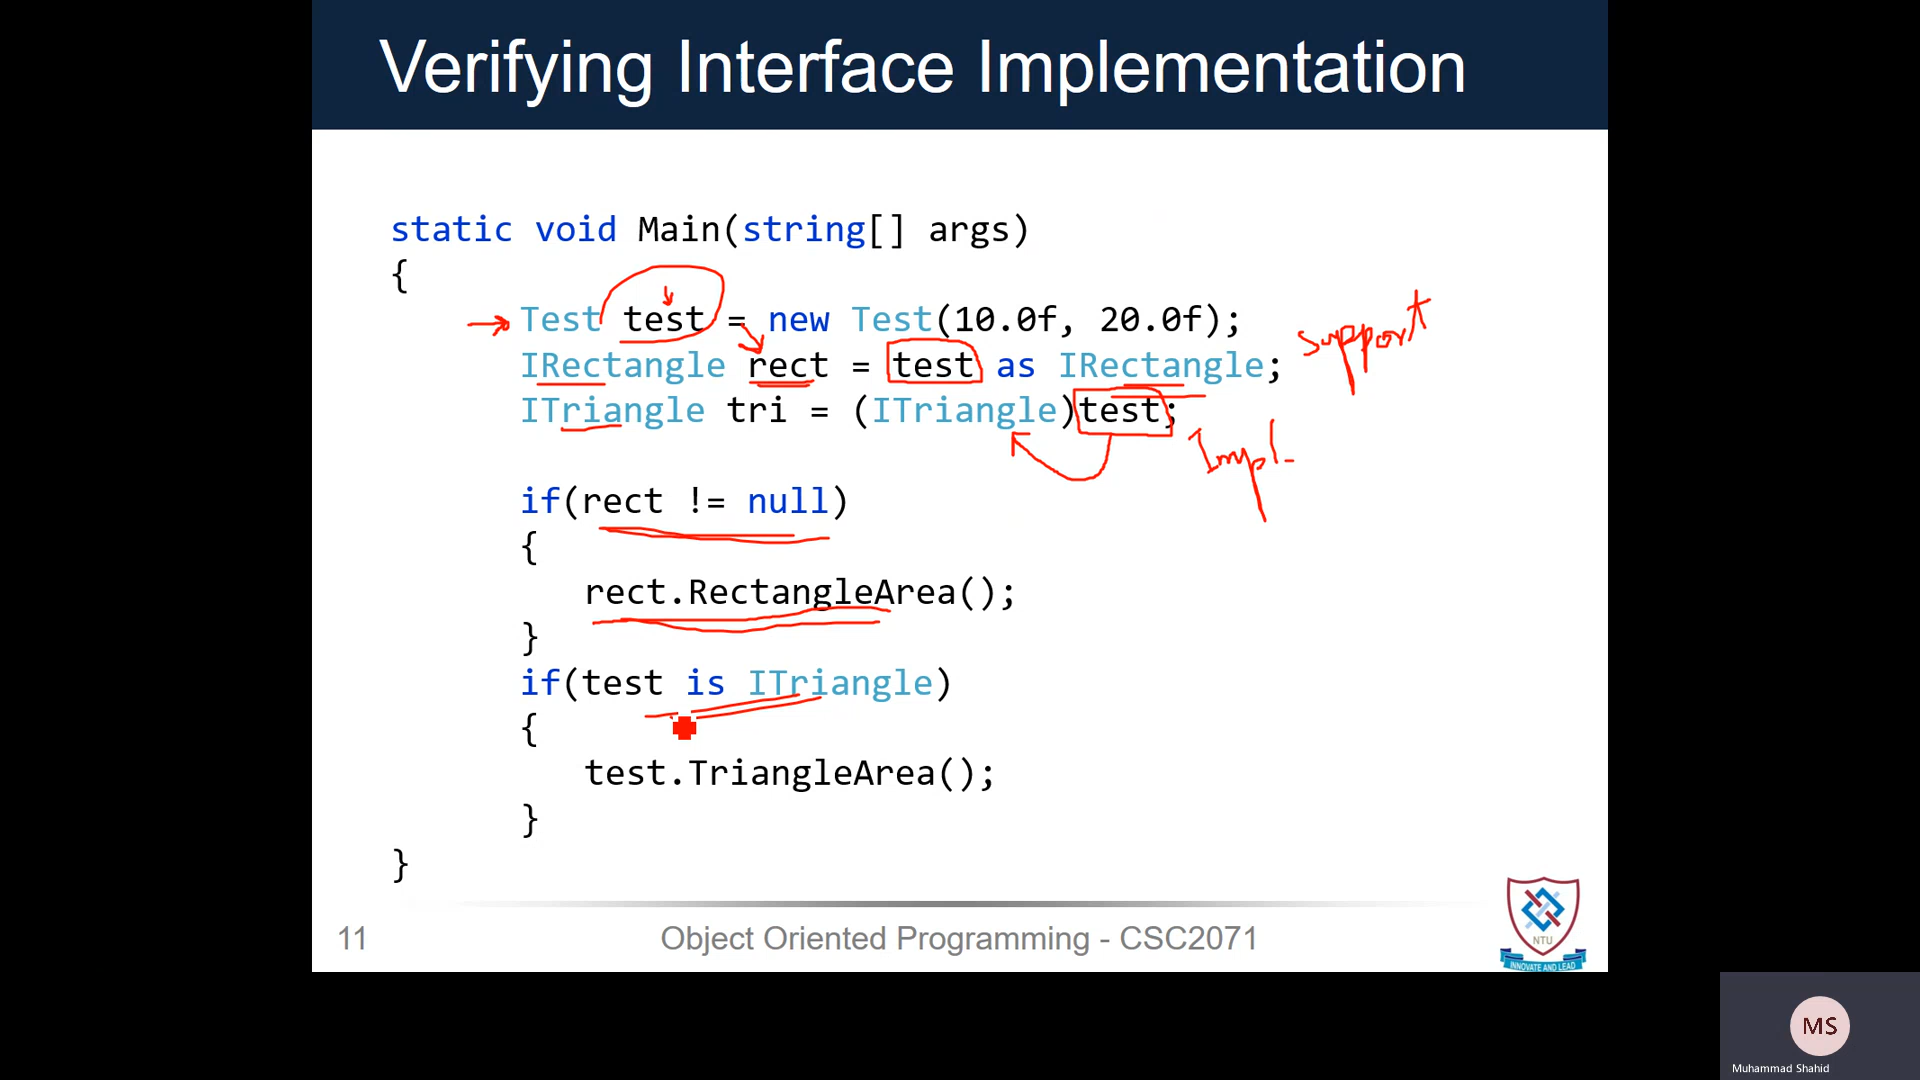 Verifying Interface Implementation
static void Main(string[] args)
{
Test test = new Test(10.0f, 20.0f);
IRectangle rect = test as IRectangle;
support
ITriangle tri = (ITriangle)test;
Impl.
if(rect != null)
{
rect.RectangleArea();
}
if(test is ITriangle)
{
test.TriangleArea();
}
}
11
Object Oriented Programming - CSC2071
NTU
INNOVATE AND LEAD
MS
Muhammad Shahid